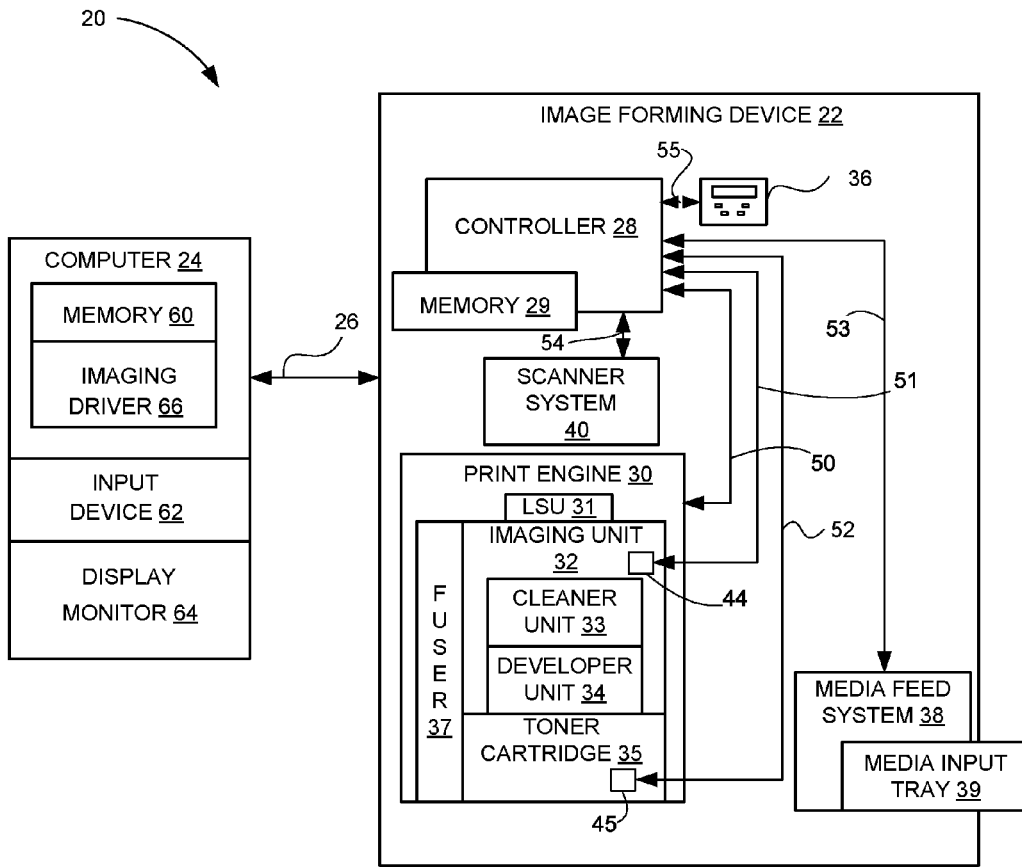 20
IMAGE FORMING DEVICE 22
55
36
CONTROLLER 28
MEMORY 29
54
53
COMPUTER 24
MEMORY 60
IMAGING
DRIVER 66
INPUT
DEVICE 62
DISPLAY
MONITOR 64
26
SCANNER
SYSTEM
40
51
50
52
PRINT ENGINE 30
LSU 31
IMAGING UNIT
32
44
CLEANER
UNIT 33
DEVELOPER
UNIT 34
FUSER
37
TONER
CARTRIDGE 35
45
MEDIA FEED
SYSTEM 38
MEDIA INPUT
TRAY 39